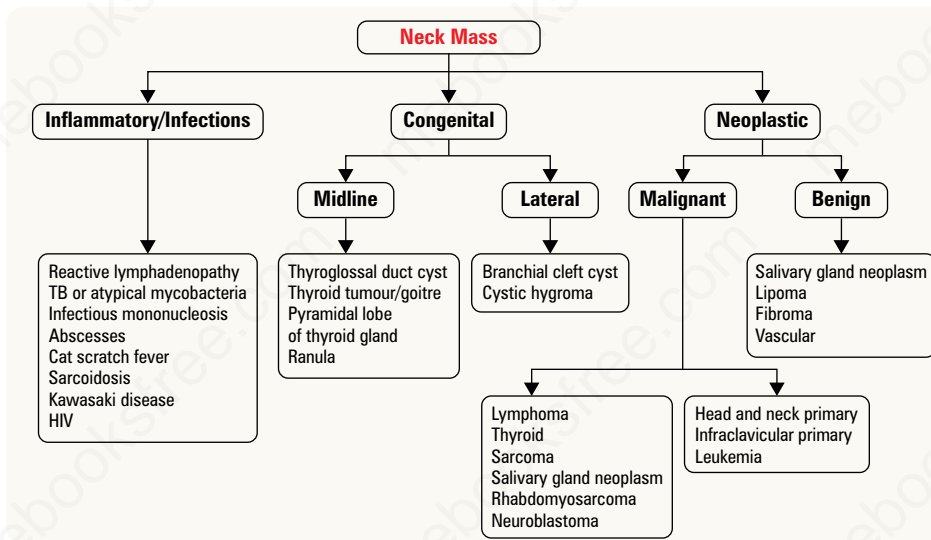 Neck Mass
Inflammatory/Infections
Congenital
Neoplastic
Midline
Lateral
Malignant
Benign
Reactive lymphadenopathy
TB or atypical mycobacteria
Infectious mononucleosis
Abscesses
Cat scratch fever
Sarcoidosis
Kawasaki disease
HIV
Thyroglossal duct cyst
Thyroid tumour/goitre
Pyramidal lobe
of thyroid gland
Ranula
Branchial cleft cyst
Cystic hygroma
Salivary gland neoplasm
Lipoma
Fibroma
Vascular
Lymphoma
Thyroid
Sarcoma
Salivary gland neoplasm
Rhabdomyosarcoma
Neuroblastoma
Head and neck primary
Infraclavicular primary
Leukemia